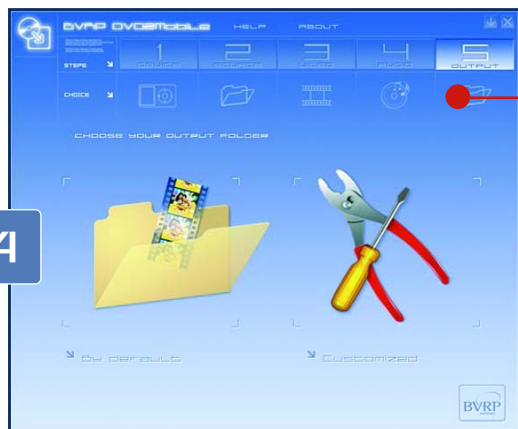 BVRP DVD2Mobile HELP ABOUT
STEPS 1 2 3 4 5
DEVICE SOURCE VIDEO AUDIO OUTPUT
CHOICE
CHOOSE YOUR OUTPUT FOLDER
4
By default Customized
BVRP